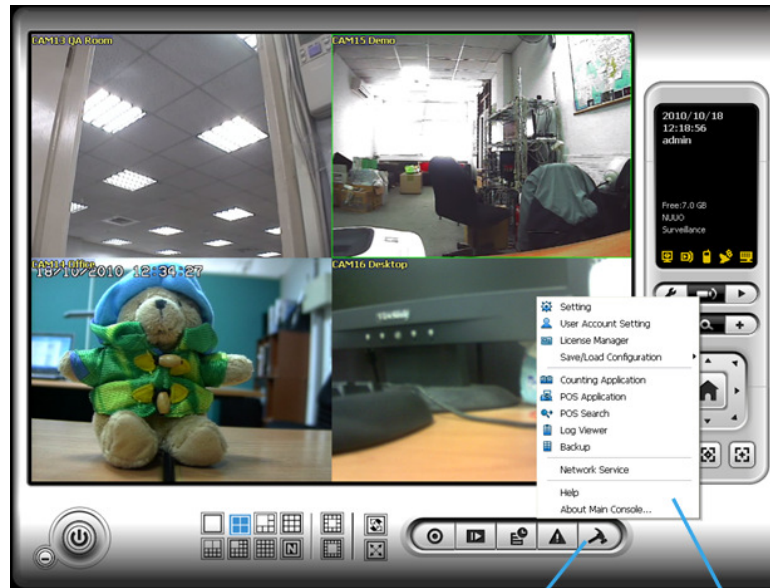 CAM13 QA Room
CAM15 Demo
CAM14 Office
18/10/2010 12:34:27
CAM16 Desktop
2010/10/18
12:18:56
admin
Free:7.0 GB
NUUO
Surveillance
Setting
User Account Setting
License Manager
Save/Load Configuration
Counting Application
POS Application
POS Search
Log Viewer
Backup
Network Service
Help
About Main Console...
N